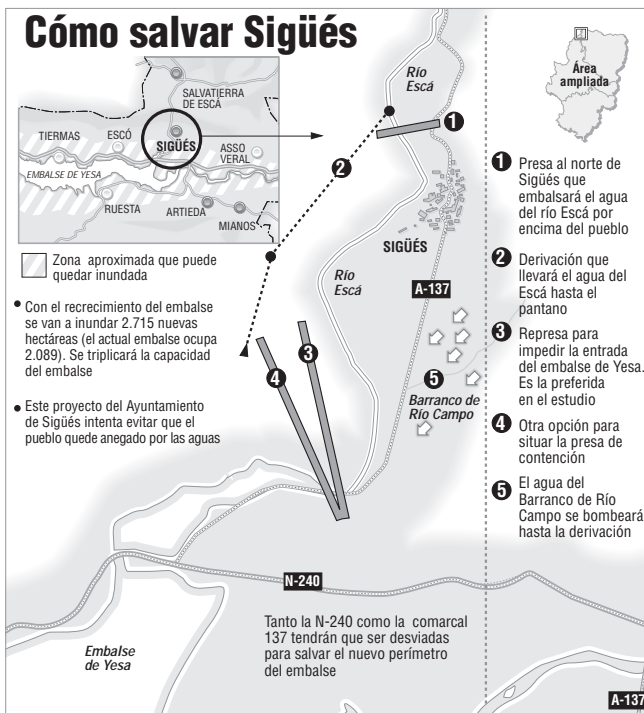 Cómo salvar Sigüés
SALVATIERRA
DE ESCÁ
TIERMAS
ESCÓ
SIGÜÉS
ASSO
VERAL
EMBALSE DE YESA
RUESTA
ARTIEDA
MIANOS
Zona aproximada que puede
quedar inundada
• Con el recrecimiento del embalse
se van a inundar 2.715 nuevas
hectáreas (el actual embalse ocupa
2.089). Se triplicará la capacidad
del embalse
• Este proyecto del Ayuntamiento
de Sigüés intenta evitar que el
pueblo quede anegado por las aguas
Río
Escá
1
2
SIGÜÉS
Río
Escá
A-137
3
4
5
Barranco de
Río Campo
N-240
Tanto la N-240 como la comarcal
137 tendrán que ser desviadas
para salvar el nuevo perímetro
del embalse
Embalse
de Yesa
A-137
Área
ampliada
1 Presa al norte de
Sigüés que
embalsará el agua
del río Escá por
encima del pueblo
2 Derivación que
llevará el agua del
Escá hasta el
pantano
3 Represa para
impedir la entrada
del embalse de Yesa.
Es la preferida
en el estudio
4 Otra opción para
situar la presa de
contención
5 El agua del
Barranco de Río
Campo se bombeará
hasta la derivación